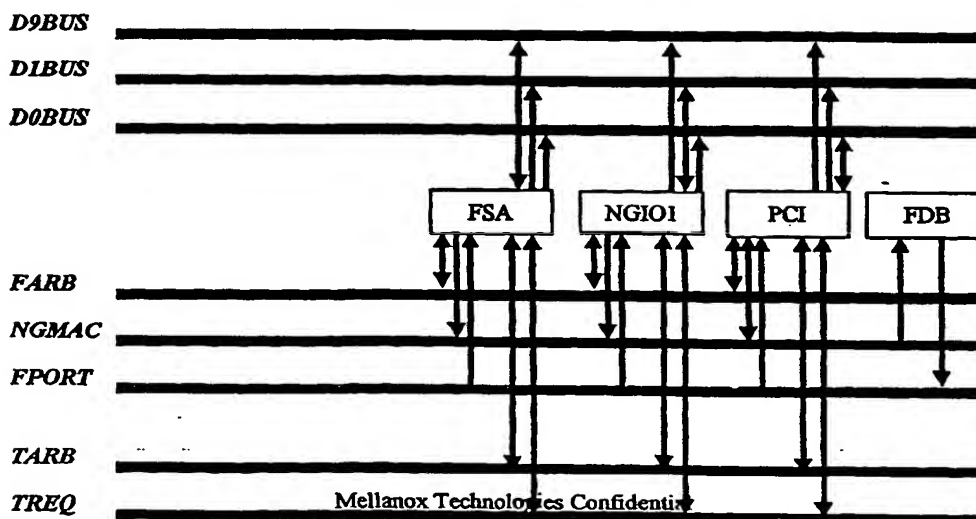 D9BUS
D1BUS
D0BUS
FSA NGIO1 PCI FDB
FARB
NGMAC
FPORT
TARB
TREQ
Mellanox Technologies Confidential